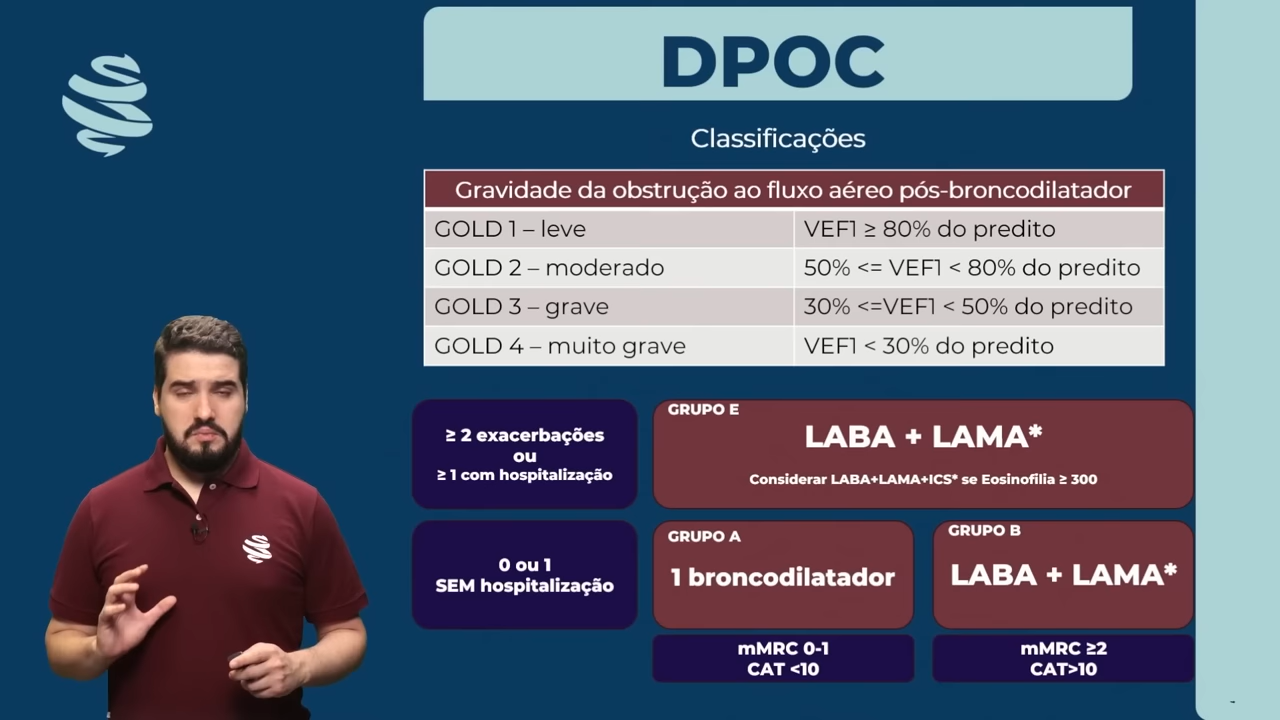 DPOC
Classificações
Gravidade da obstrução ao fluxo aéreo pós-broncodilatador
GOLD 1 – leve
VEF1 ≥ 80% do predito
GOLD 2 – moderado
50% <= VEF1 < 80% do predito
GOLD 3 – grave
30% <=VEF1 < 50% do predito
GOLD 4 – muito grave
VEF1 < 30% do predito
≥ 2 exacerbações
ou
≥ 1 com hospitalização
GRUPO E
LABA + LAMA*
Considerar LABA+LAMA+ICS* se Eosinofilia ≥ 300
0 ou 1
SEM hospitalização
GRUPO A
1 broncodilatador
GRUPO B
LABA + LAMA*
mMRC 0-1
CAT <10
mMRC ≥2
CAT>10